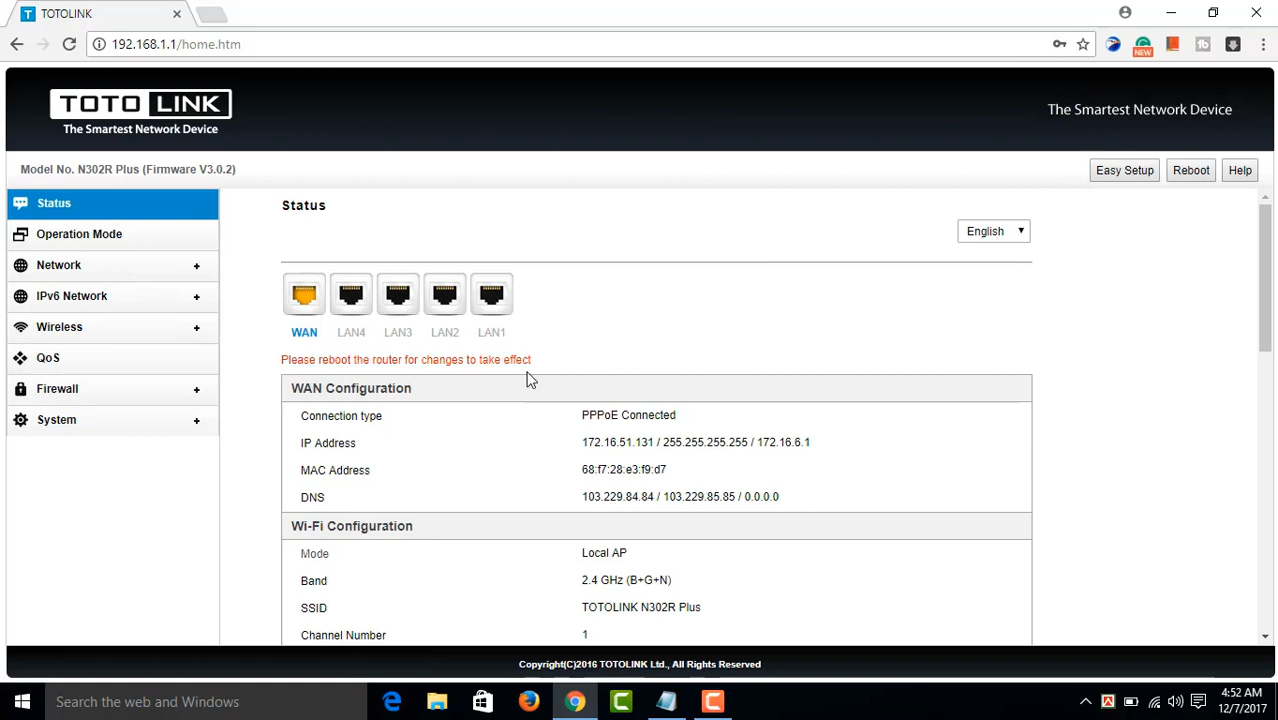 TOTOLINK
192.168.1.1/home.htm
NEW
TOTO LINK
The Smartest Network Device
The Smartest Network Device
Model No. N302R Plus (Firmware V3.0.2)
Easy Setup
Reboot
Help
Status
Operation Mode
Network +
IPv6 Network +
Wireless +
QoS
Firewall +
System +
Status
English
WAN LAN4 LAN3 LAN2 LAN1
Please reboot the router for changes to take effect
WAN Configuration
Connection type PPPoE Connected
IP Address 172.16.51.131 / 255.255.255.255 / 172.16.6.1
MAC Address 68:f7:28:e3:f9:d7
DNS 103.229.84.84 / 103.229.85.85 / 0.0.0.0
Wi-Fi Configuration
Mode Local AP
Band 2.4 GHz (B+G+N)
SSID TOTOLINK N302R Plus
Channel Number 1
Copyright(C)2016 TOTOLINK Ltd., All Rights Reserved
Search the web and Windows
4:52 AM
12/7/2017